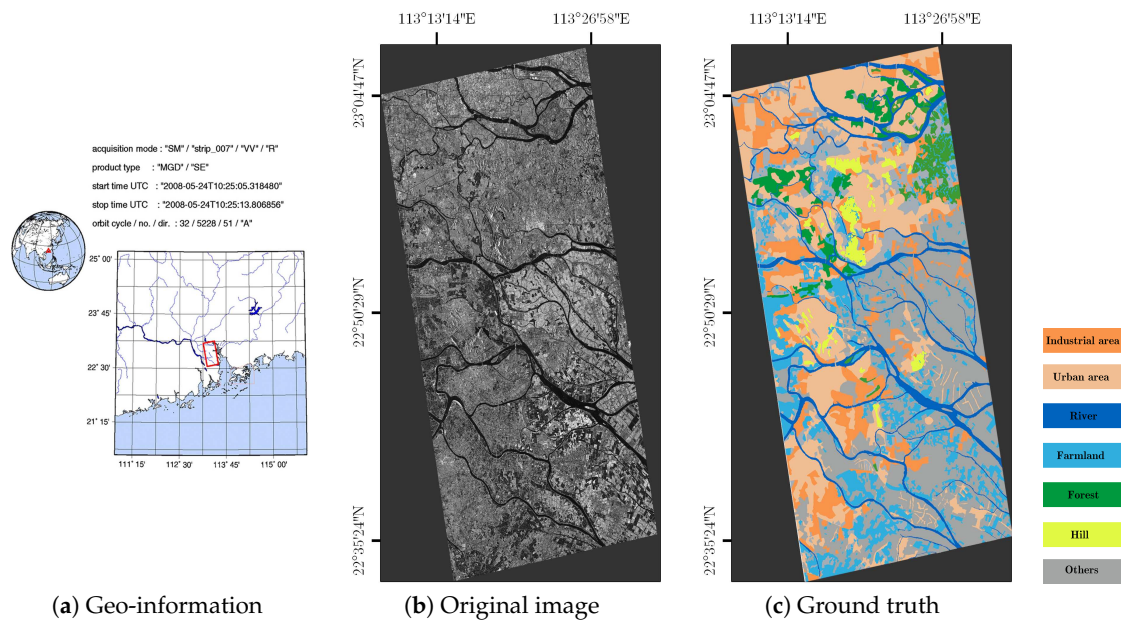 113°13'14"E 113°26'58"E
113°13'14"E 113°26'58"E
23°04'47"N
22°50'29"N
22°35'24"N
23°04'47"N
22°50'29"N
22°35'24"N
acquisition mode : "SM" / "strip_007" / "VV" / "R"
product type : "MGD" / "SE"
start time UTC : "2008-05-24T10:25:05.318480"
stop time UTC : "2008-05-24T10:25:13.806856"
orbit cycle / no. / dir. : 32 / 5228 / 51 / "A"
25° 00'
23° 45'
22° 30'
21° 15'
111° 15' 112° 30' 113° 45' 115° 00'
Industrial area
Urban area
River
Farmland
Forest
Hill
Others
(a) Geo-information
(b) Original image
(c) Ground truth